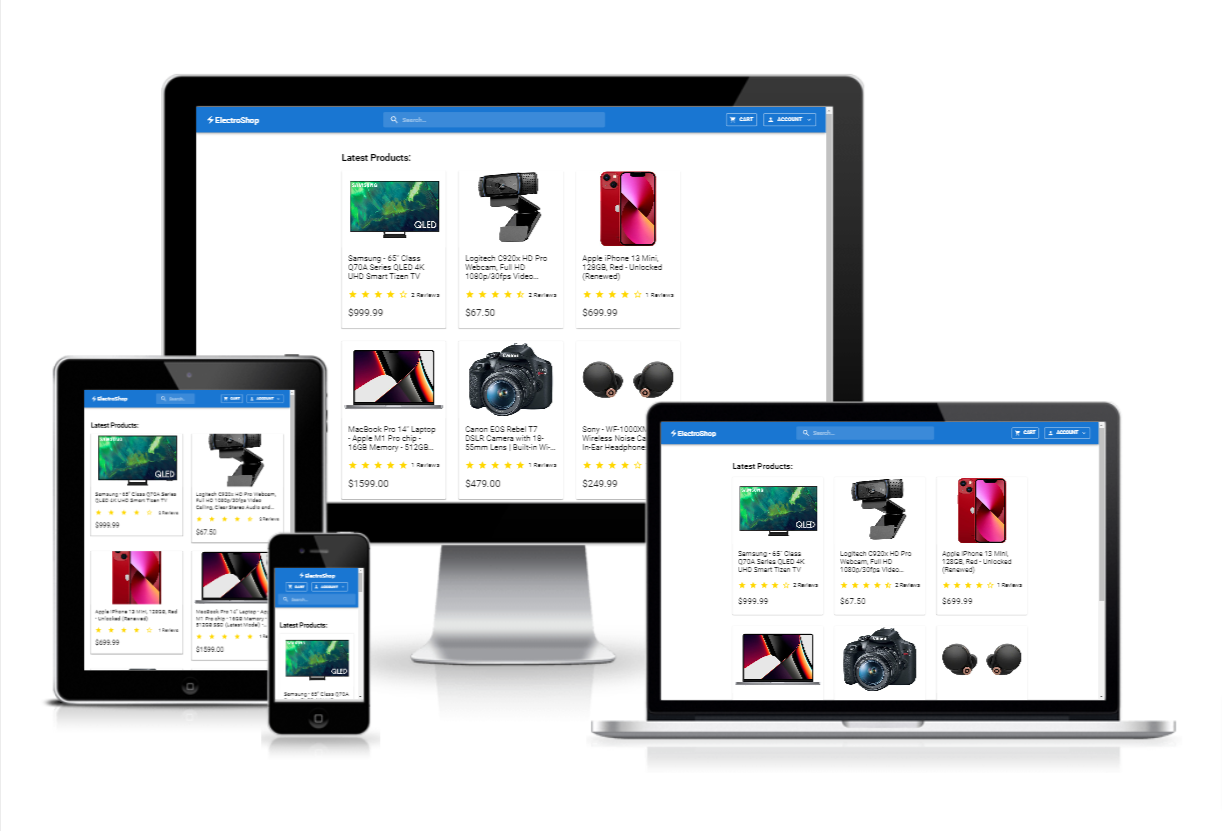 ElectroShop
Search...
CART
ACCOUNT
Latest Products:
SAMSUNG
QLED
Samsung - 65" Class
Q70A Series QLED 4K
UHD Smart Tizen TV
2 Reviews
$999.99
Logitech C920x HD Pro
Webcam, Full HD
1080p/30fps Video...
2 Reviews
$67.50
Apple iPhone 13 Mini,
128GB, Red - Unlocked
(Renewed)
1 Reviews
$699.99
MacBook Pro 14" Laptop
- Apple M1 Pro chip -
16GB Memory - 512GB...
1 Reviews
$1599.00
Canon
Canon EOS Rebel T7
DSLR Camera with 18-
55mm Lens | Built-in Wi-...
1 Reviews
$479.00
Sony - WF-1000XM
Wireless Noise Ca
In-Ear Headphone
$249.99
ElectroShop
Search...
CART
ACCOUNT
Latest Products:
SAMSUNG
QLED
Samsung - 65" Class Q70A Series
QLED 4K UHD Smart Tizen TV
2 Reviews
$999.99
Logitech C920x HD Pro Webcam,
Full HD 1080p/30fps Video
Calling, Clear Stereo Audio and...
2 Reviews
$67.50
Apple iPhone 13 Mini, 128GB, Red
- Unlocked (Renewed)
1 Reviews
$699.99
MacBook Pro 14" Laptop - App
M1 Pro chip - 16GB Memory -
512GB SSD (Latest Model) -...
1 Re
$1599.00
ElectroShop
CART
ACCOUNT
Search...
Latest Products:
QLED
Samsung - 65" Class Q70A
ElectroShop
Search...
CART
ACCOUNT
Latest Products:
SAMSUNG
QLED
Samsung - 65" Class
Q70A Series QLED 4K
UHD Smart Tizen TV
2 Reviews
$999.99
Logitech C920x HD Pro
Webcam, Full HD
1080p/30fps Video...
2 Reviews
$67.50
Apple iPhone 13 Mini,
128GB, Red - Unlocked
(Renewed)
1 Reviews
$699.99